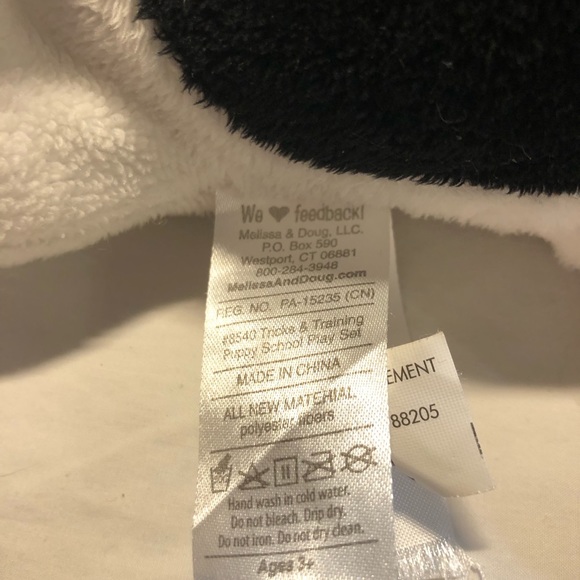 We ❤ feedback!
Melissa & Doug, LLC.
P.O. Box 590
Westport, CT 06881
800-284-3948
MelissaAndDoug.com
REG. NO. PA-15235 (CN)
#8540 Tricks & Training
Puppy School Play Set
MADE IN CHINA
ALL NEW MATERIAL
polyester fibers
Hand wash in cold water.
Do not bleach. Drip dry.
Do not iron. Do not dry clean.
Ages 3+
EMENT
88205